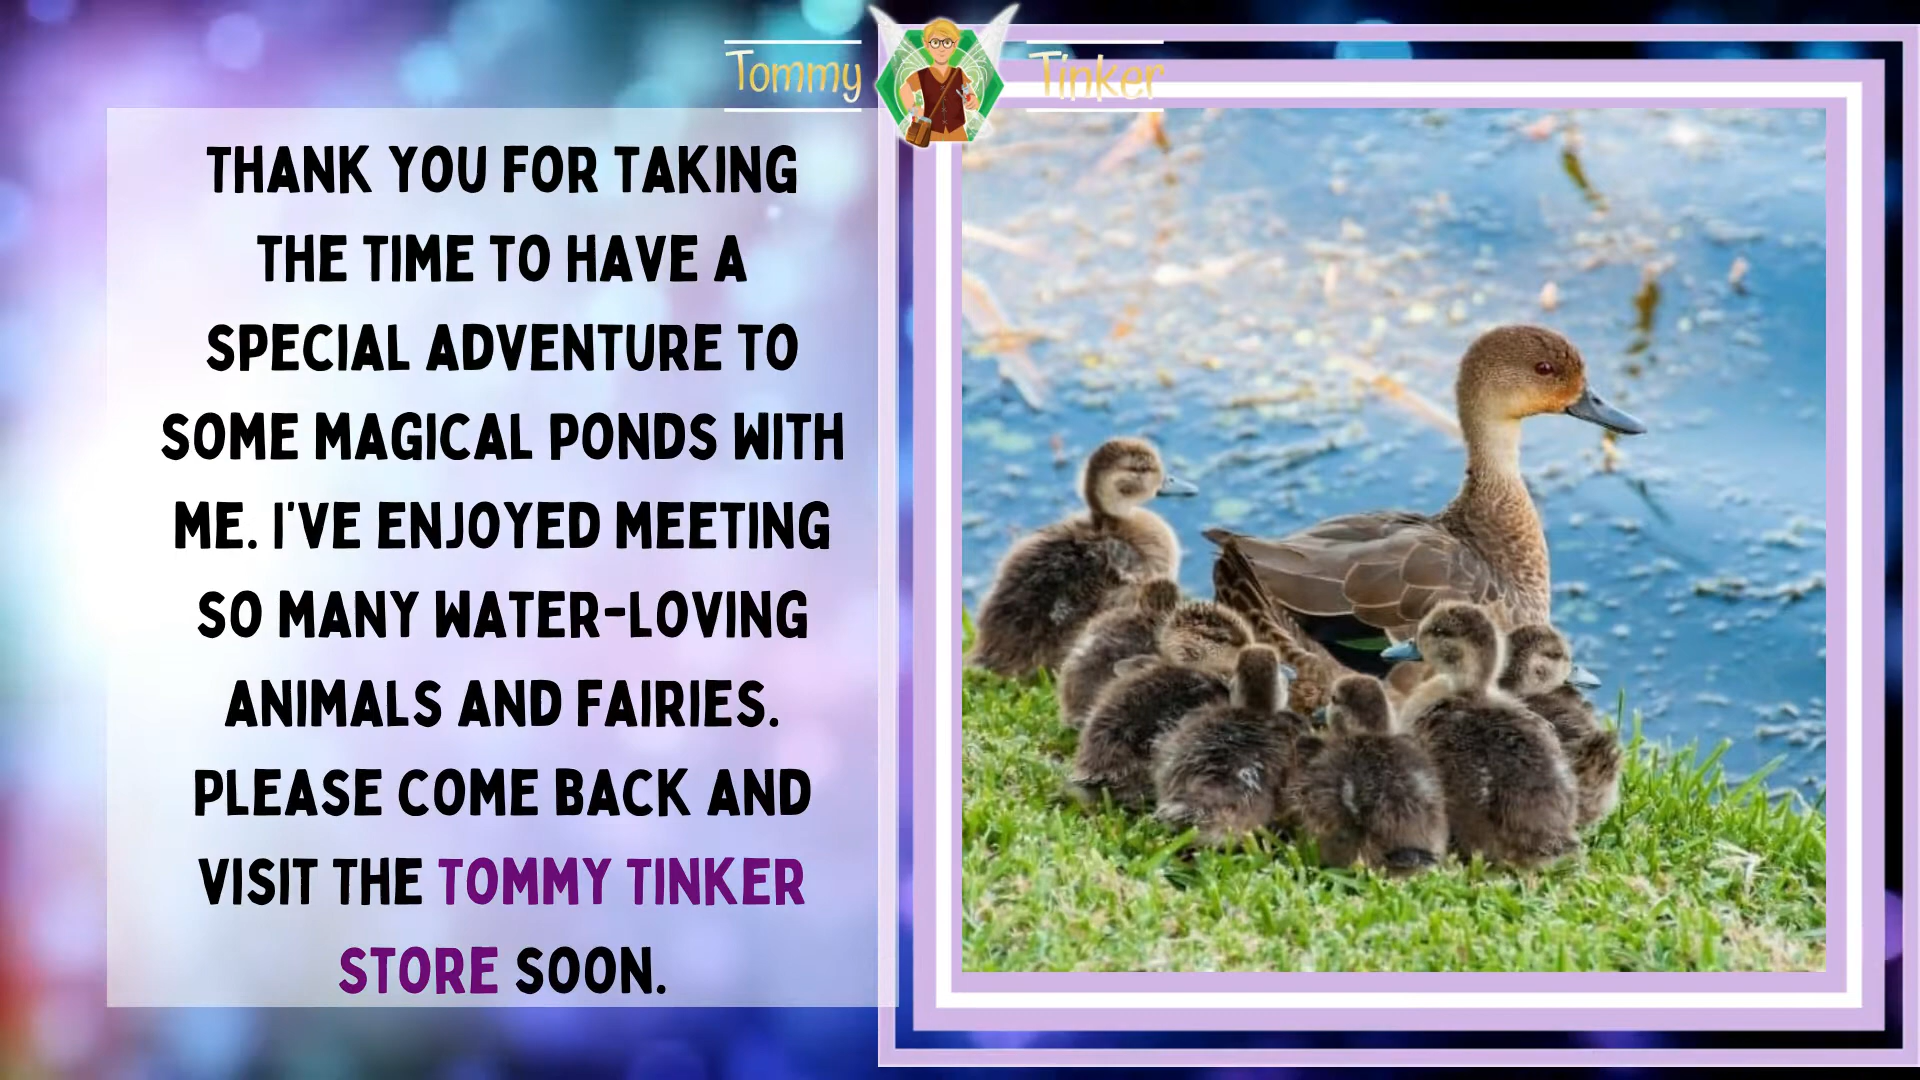 Tommy Tinker
THANK YOU FOR TAKING
THE TIME TO HAVE A
SPECIAL ADVENTURE TO
SOME MAGICAL PONDS WITH
ME. I'VE ENJOYED MEETING
SO MANY WATER-LOVING
ANIMALS AND FAIRIES.
PLEASE COME BACK AND
VISIT THE TOMMY TINKER
STORE SOON.